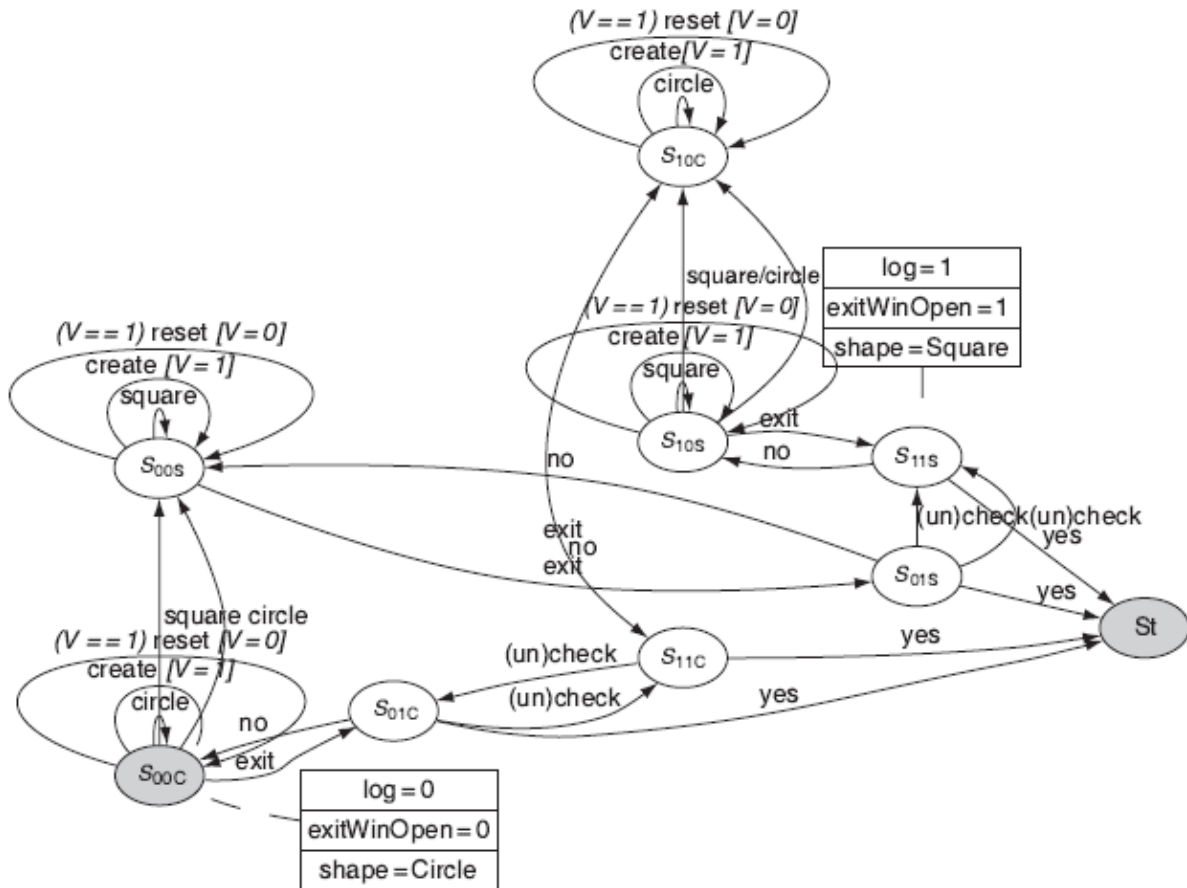 (V==1) reset [V=0]
create[V=1]
circle
S10C
square/circle
log=1
exitWinOpen=1
shape=Square
(V==1) reset [V=0]
create [V=1]
square
S10S
exit
no
S11S
(V==1) reset [V=0]
create [V=1]
square
S00S
no
exit
no
exit
(un)check(un)check
yes
S01S
yes
St
square circle
(V==1) reset [V=0]
create [V=1]
circle
S00C
no
exit
S01C
(un)check
(un)check
S11C
yes
yes
log=0
exitWinOpen=0
shape=Circle